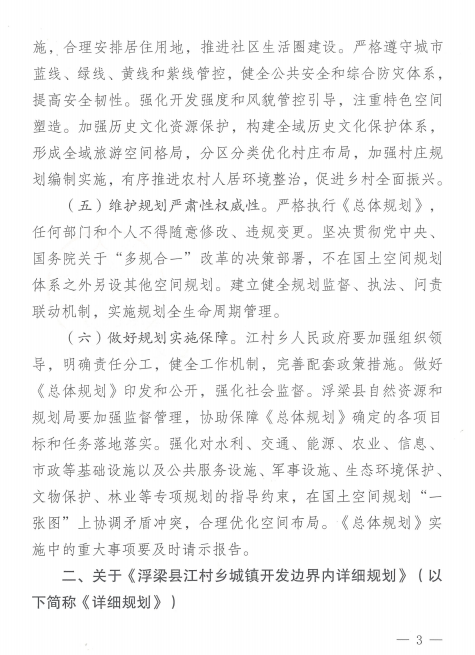 施，合理安排居住用地，推进社区生活圈建设。严格遵守城市
蓝线、绿线、黄线和紫线管控，健全公共安全和综合防灾体系，
提高安全韧性。强化开发强度和风貌管控引导，注重特色空间
塑造。加强历史文化资源保护，构建全域历史文化保护体系，
形成全域旅游空间格局，分区分类优化村庄布局，加强村庄规
划编制实施，有序推进农村人居环境整治，促进乡村全面振兴。
（五）维护规划严肃性权威性。严格执行《总体规划》，
任何部门和个人不得随意修改、违规变更。坚决贯彻党中央、
国务院关于“多规合一”改革的决策部署，不在国土空间规划
体系之外另设其他空间规划。建立健全规划监督、执法、问责
联动机制，实施规划全生命周期管理。
（六）做好规划实施保障。江村乡人民政府要加强组织领
导，明确责任分工，健全工作机制，完善配套政策措施。做好
《总体规划》印发和公开，强化社会监督。浮梁县自然资源和
规划局要加强监督管理，协助保障《总体规划》确定的各项目
标和任务落地落实。强化对水利、交通、能源、农业、信息、
市政等基础设施以及公共服务设施、军事设施、生态环境保护、
文物保护、林业等专项规划的指导约束，在国土空间规划“一
张图”上协调矛盾冲突，合理优化空间布局。《总体规划》实
施中的重大事项要及时请示报告。
二、关于《浮梁县江村乡城镇开发边界内详细规划》（以
下简称《详细规划》）
— 3 —